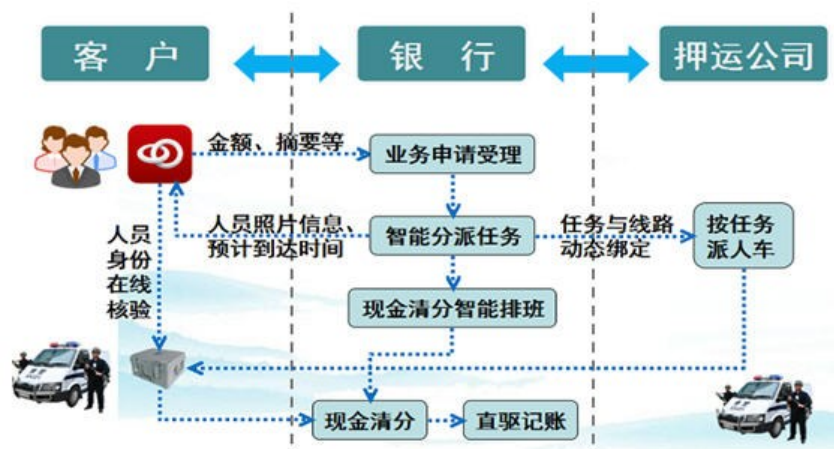 客 户
银 行
押运公司
金额、摘要等
业务申请受理
人员照片信息、
预计到达时间
智能分派任务
任务与线路
动态绑定
按任务
派人车
人员
身份
在线
核验
现金清分智能排班
现金清分
直驱记账